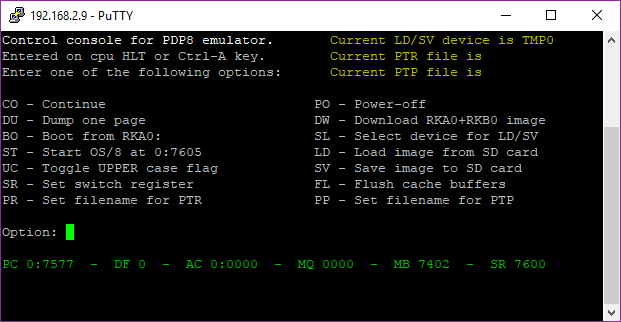 192.168.2.9 - PuTTY
Control console for PDP8 emulator. Current LD/SV device is TMP0
Entered on cpu HLT or Ctrl-A key. Current PTR file is
Enter one of the following options: Current PTP file is
CO - Continue PO - Power-off
DU - Dump one page DW - Download RKA0+RKB0 image
BO - Boot from RKA0: SL - Select device for LD/SV
ST - Start OS/8 at 0:7605 LD - Load image from SD card
UC - Toggle UPPER case flag SV - Save image to SD card
SR - Set switch register FL - Flush cache buffers
PR - Set filename for PTR PP - Set filename for PTP
Option:
PC 0:7577 - DF 0 - AC 0:0000 - MQ 0000 - MB 7402 - SR 7600